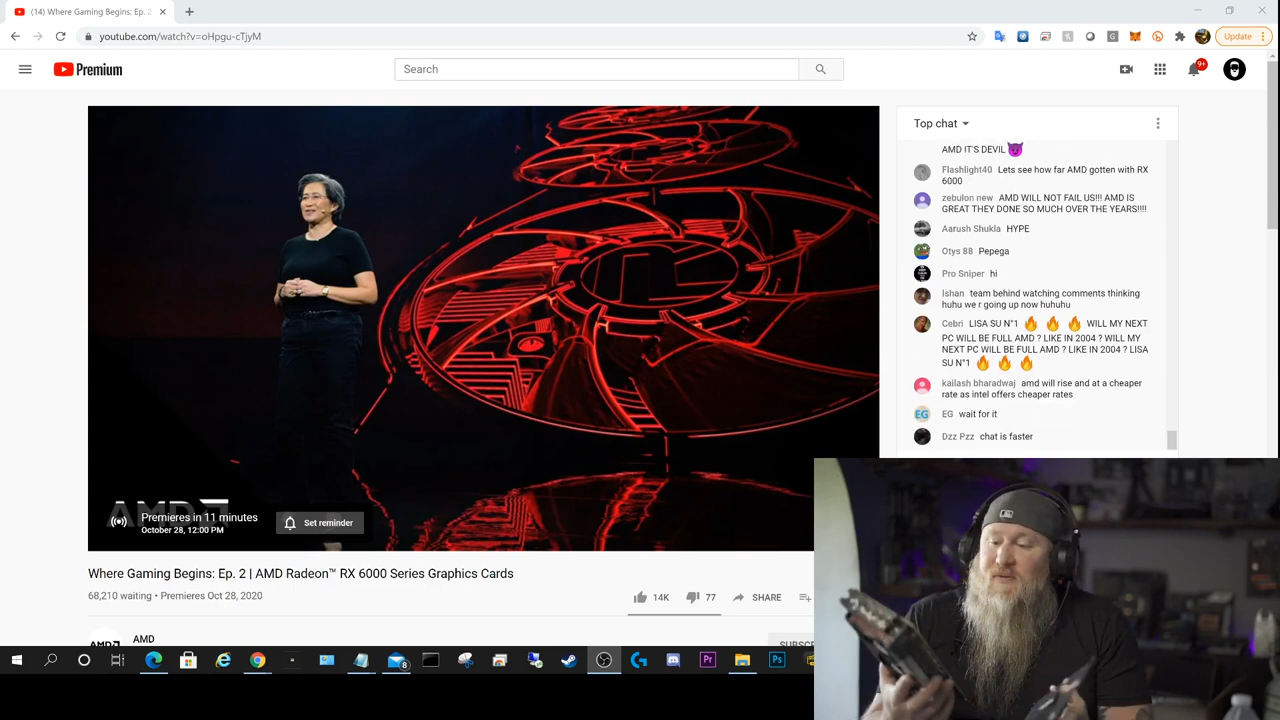 (14) Where Gaming Begins: Ep. 2
youtube.com/watch?v=oHpgu-cTjyM
Update
Premium
Search
9+
Top chat
AMD IT'S DEVIL
Flashlight40 Lets see how far AMD gotten with RX
6000
zebulon new AMD WILL NOT FAIL US!!! AMD IS
GREAT THEY DONE SO MUCH OVER THE YEARS!!!!
Aarush Shukla HYPE
Otys 88 Pepega
Pro Sniper hi
Ishan team behind watching comments thinking
huhu we r going up now huhuhu
Cebri LISA SU N°1 🔥 🔥 🔥 WILL MY NEXT
PC WILL BE FULL AMD ? LIKE IN 2004 ? WILL MY
NEXT PC WILL BE FULL AMD ? LIKE IN 2004 ? LISA
SU N°1 🔥 🔥 🔥
kailash bharadwaj amd will rise and at a cheaper
rate as intel offers cheaper rates
EG wait for it
Dzz Pzz chat is faster
AMD
Premieres in 11 minutes
October 28, 12:00 PM
Set reminder
Where Gaming Begins: Ep. 2 | AMD Radeon™ RX 6000 Series Graphics Cards
68,210 waiting • Premieres Oct 28, 2020
14K
77
SHARE
AMD
AMD
SUBSC
8
Pr
Ps